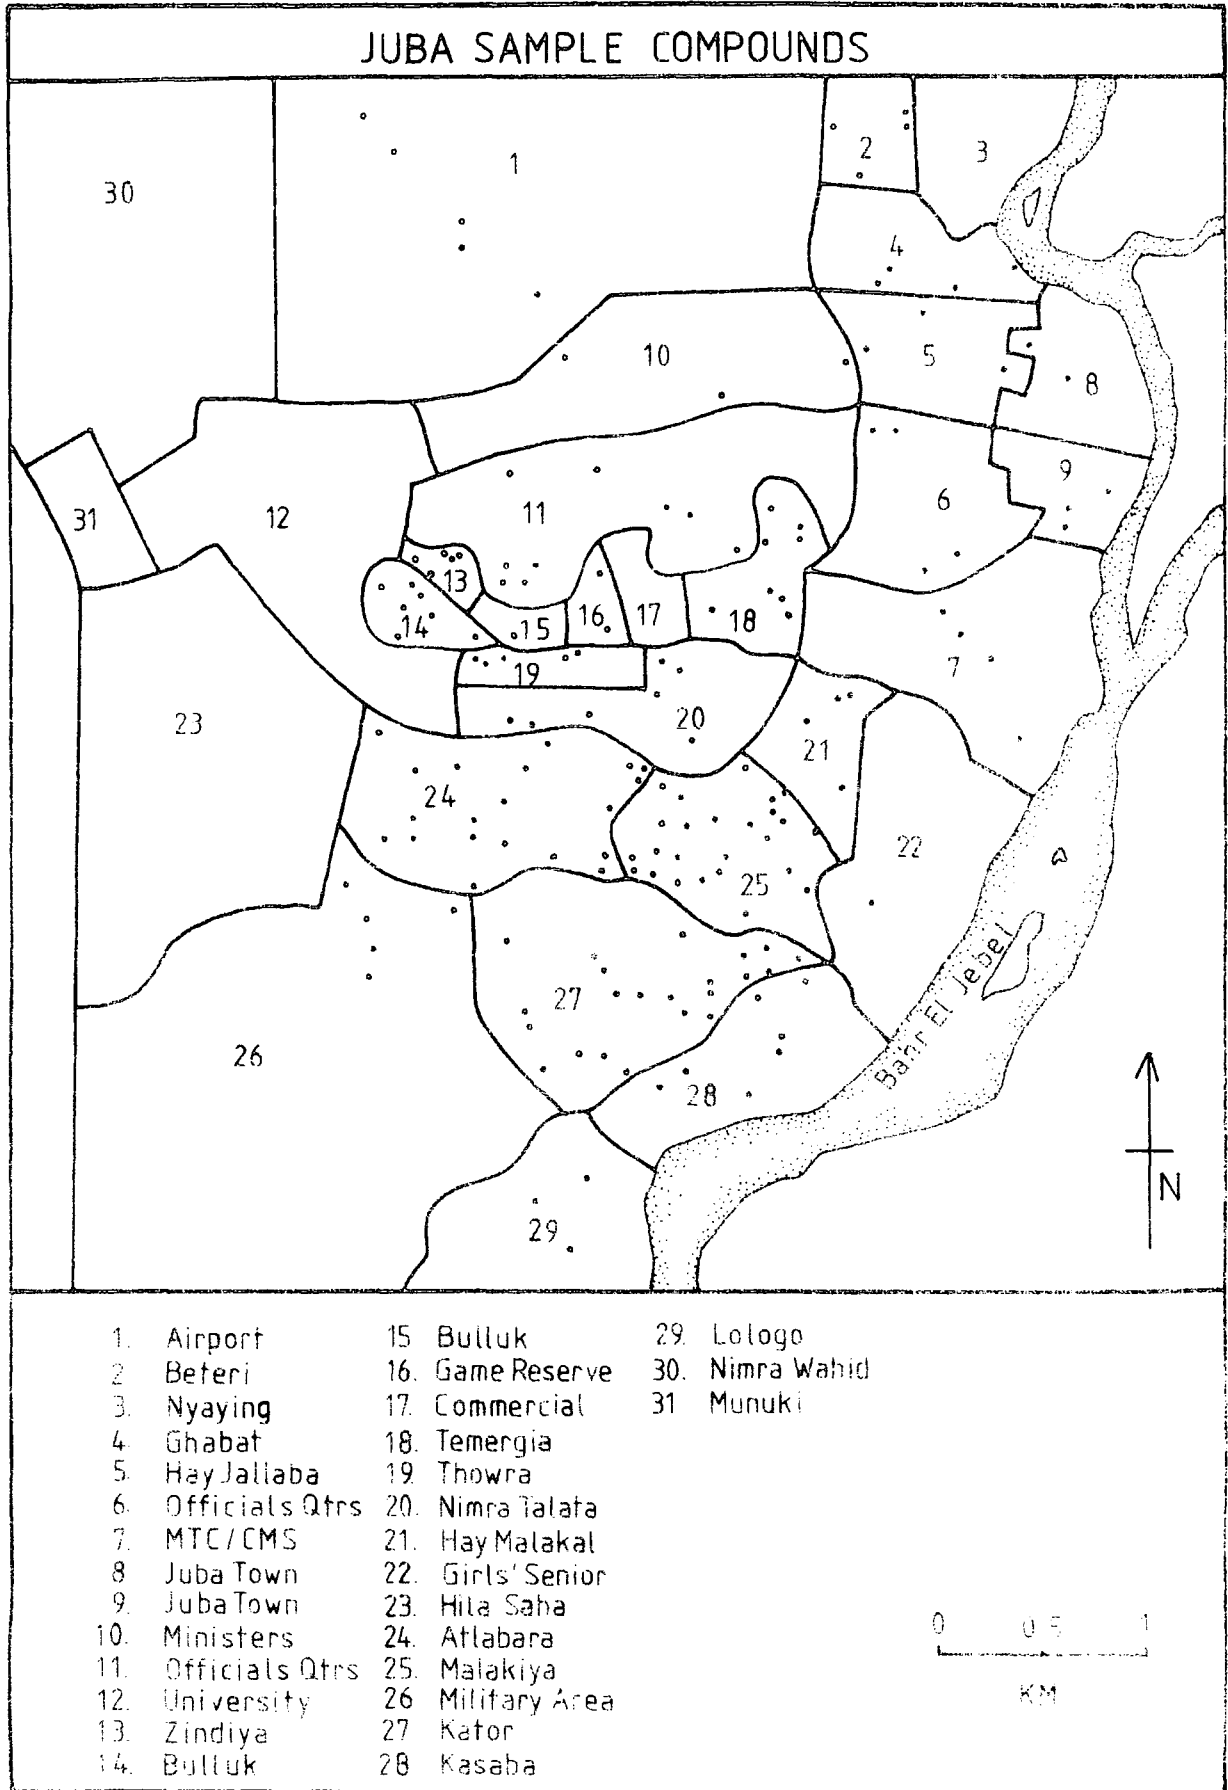 JUBA SAMPLE COMPOUNDS
1
2
3
30
4
10
5
8
9
6
11
31
12
13
16
17
18
14
15
7
19
20
23
21
24
22
25
Bahr El Jebel
27
26
28
N
29
1. Airport
2 Beteri
3. Nyaying
4. Ghabat
5. Hay Jallaba
6. Officials Qtrs
7. MTC/CMS
8 Juba Town
9. Juba Town
10. Ministers
11. Officials Qtrs
12. University
13. Zindiya
14. Bulluk
15 Bulluk
16. Game Reserve
17. Commercial
18. Temergia
19. Thowra
20. Nimra Talata
21. Hay Malakal
22. Girls' Senior
23. Hila Saha
24. Atlabara
25. Malakiya
26 Military Area
27 Kator
28 Kasaba
29. Lologo
30. Nimra Wahid
31 Munuki
0 0.5 1
KM